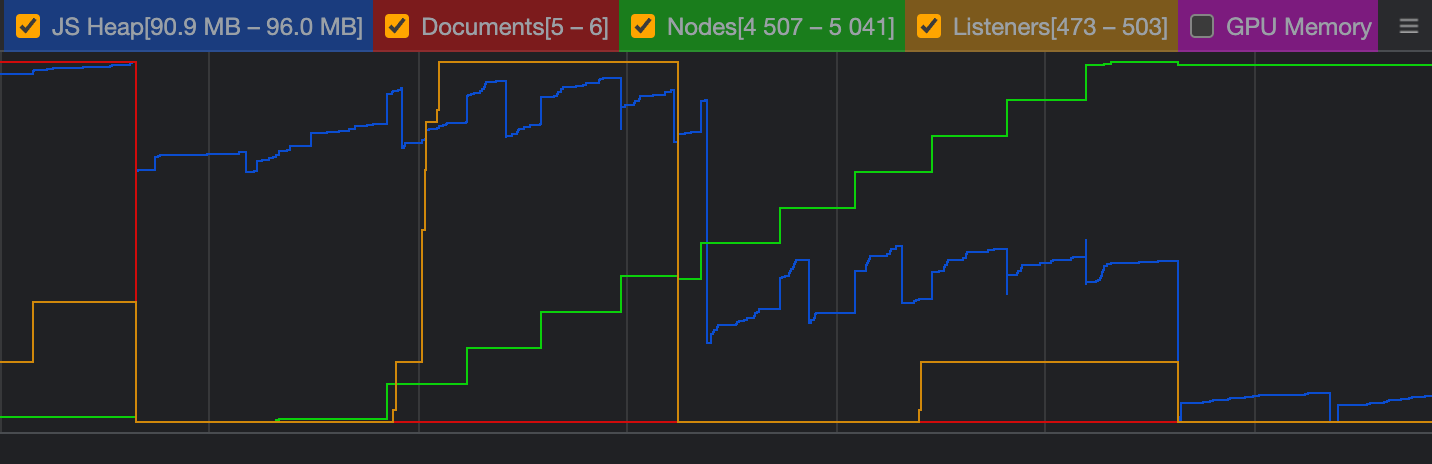 JS Heap[90.9 MB – 96.0 MB] Documents[5 – 6] Nodes[4 507 – 5 041] Listeners[473 – 503] GPU Memory